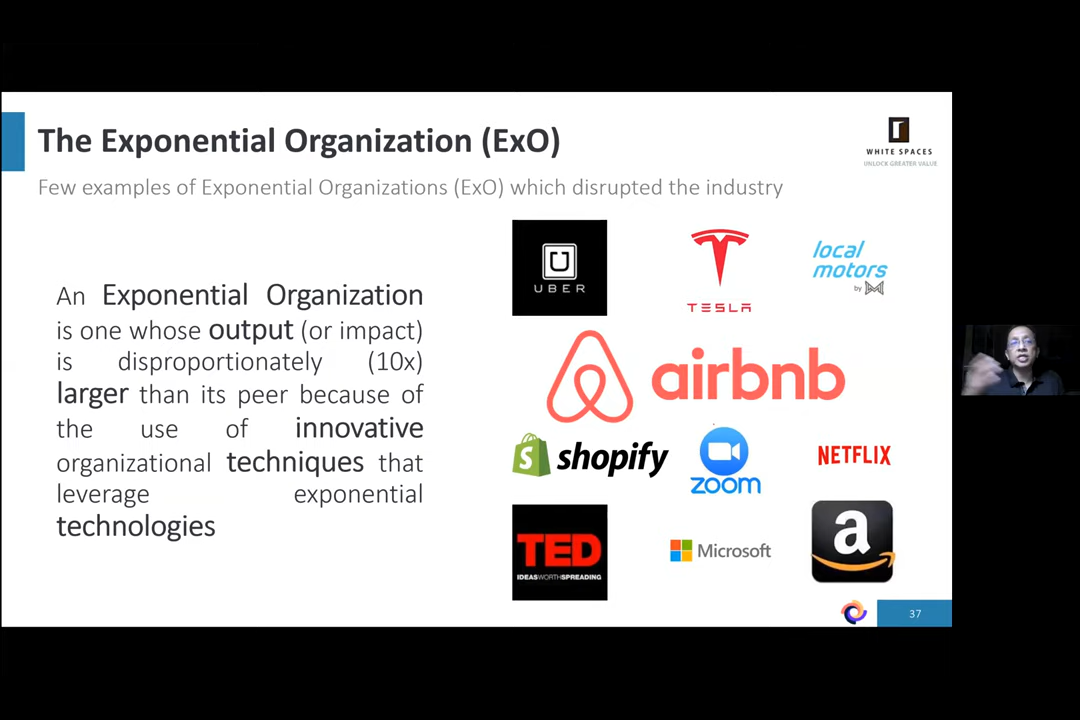 The Exponential Organization (ExO)
WHITE SPACES
UNLOCK GREATER VALUE
Few examples of Exponential Organizations (ExO) which disrupted the industry
An Exponential Organization
is one whose output (or impact)
is disproportionately (10x)
larger than its peer because of
the use of innovative
organizational techniques that
leverage exponential
technologies
UBER
TESLA
local
motors
by
airbnb
shopify
zoom
NETFLIX
TED
IDEAS WORTH SPREADING
Microsoft
a
37